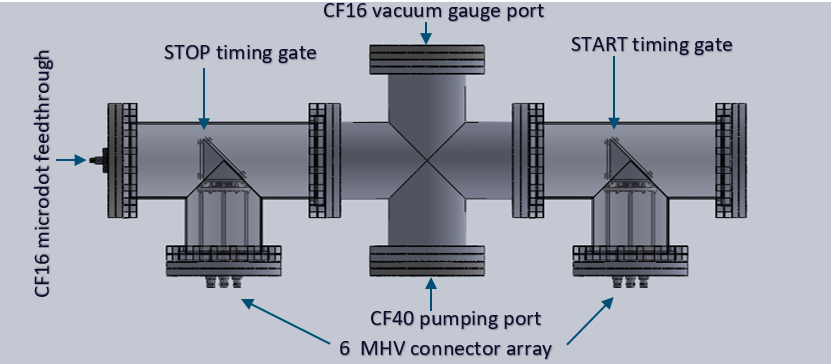 CF16 vacuum gauge port
STOP timing gate
START timing gate
CF16 microdot feedthrough
CF40 pumping port
6 MHV connector array